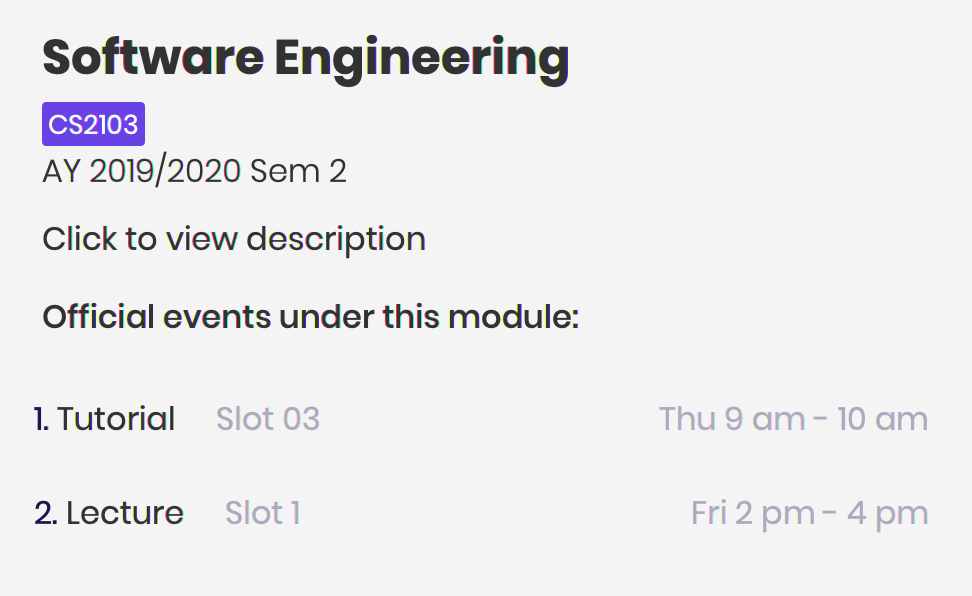 Software Engineering
CS2103
AY 2019/2020 Sem 2
Click to view description
Official events under this module:
1. Tutorial Slot 03 Thu 9 am - 10 am
2. Lecture Slot 1 Fri 2 pm - 4 pm